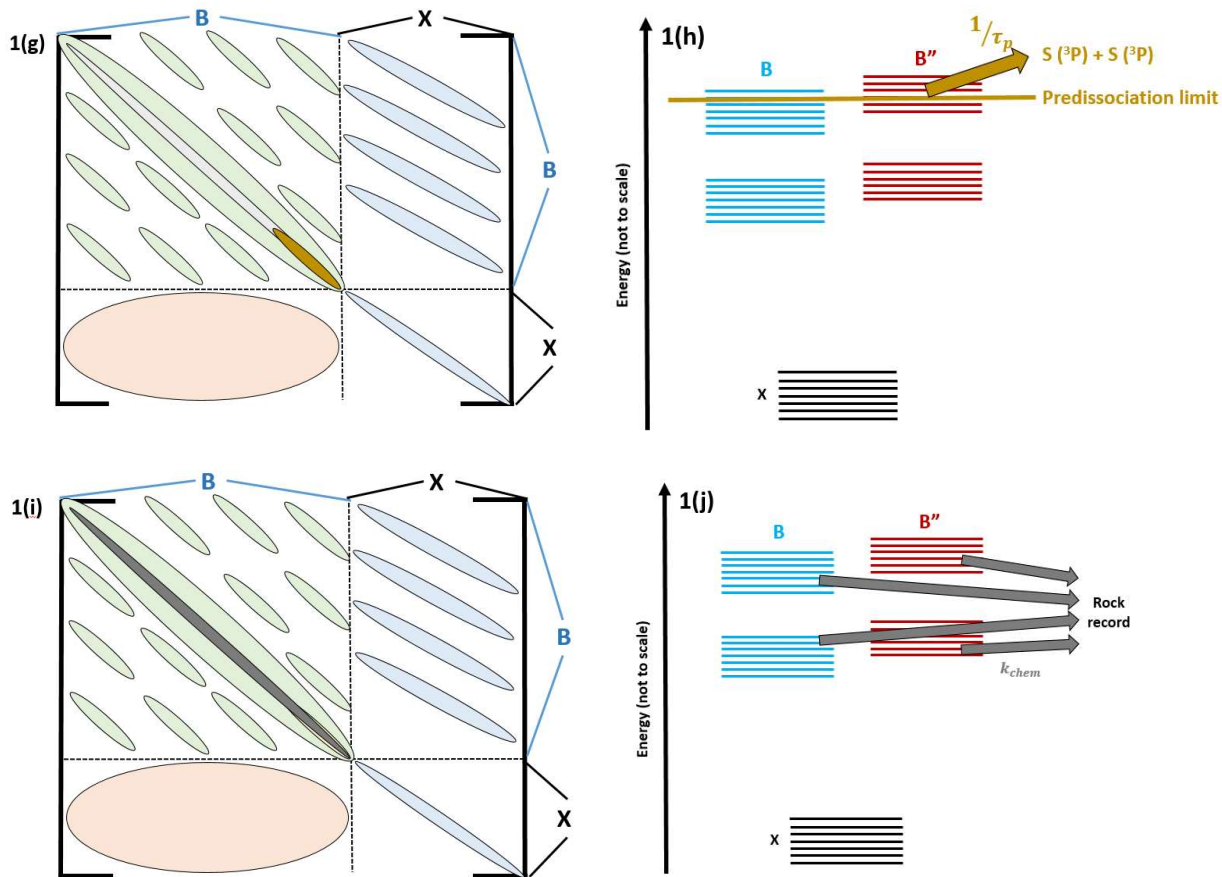 1(g)
B
X
B
X
1(h)
Energy (not to scale)
B
B”
1/τₚ
S (³P) + S (³P)
Predissociation limit
X
1(i)
B
X
B
X
1(j)
Energy (not to scale)
B
B”
Rock
record
k_chem
X